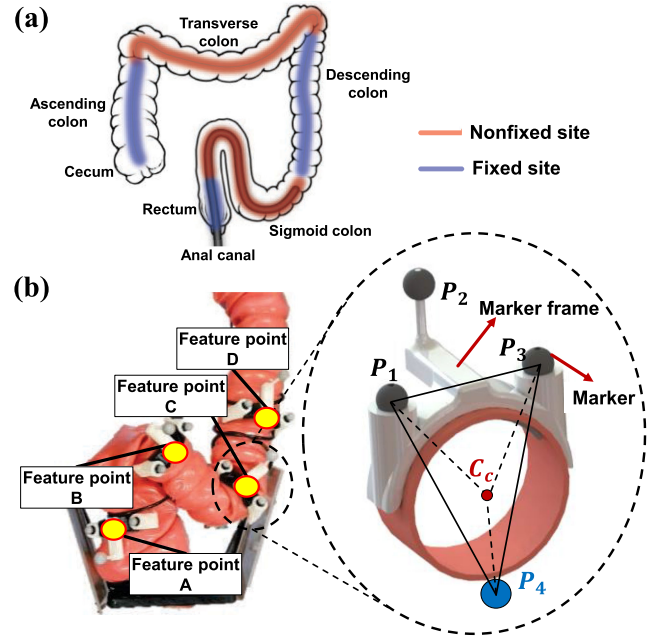 (a)
Transverse
colon
Ascending
colon
Descending
colon
Cecum
Rectum
Sigmoid colon
Anal canal
Nonfixed site
Fixed site
(b)
Feature point
D
Feature point
C
Feature point
B
Feature point
A
P2
Marker frame
P1
P3
Marker
Cc
P4